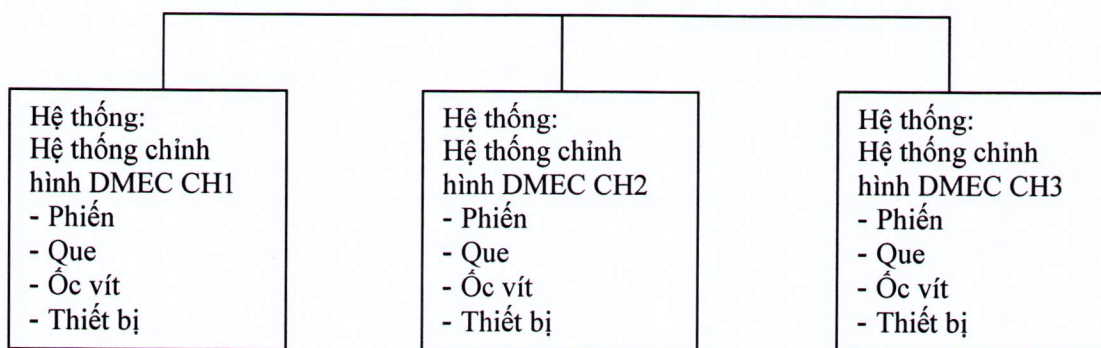 Hệ thống:
Hệ thống chỉnh
hình DMEC CH1
- Phiến
- Que
- Ốc vít
- Thiết bị
Hệ thống:
Hệ thống chỉnh
hình DMEC CH2
- Phiến
- Que
- Ốc vít
- Thiết bị
Hệ thống:
Hệ thống chỉnh
hình DMEC CH3
- Phiến
- Que
- Ốc vít
- Thiết bị